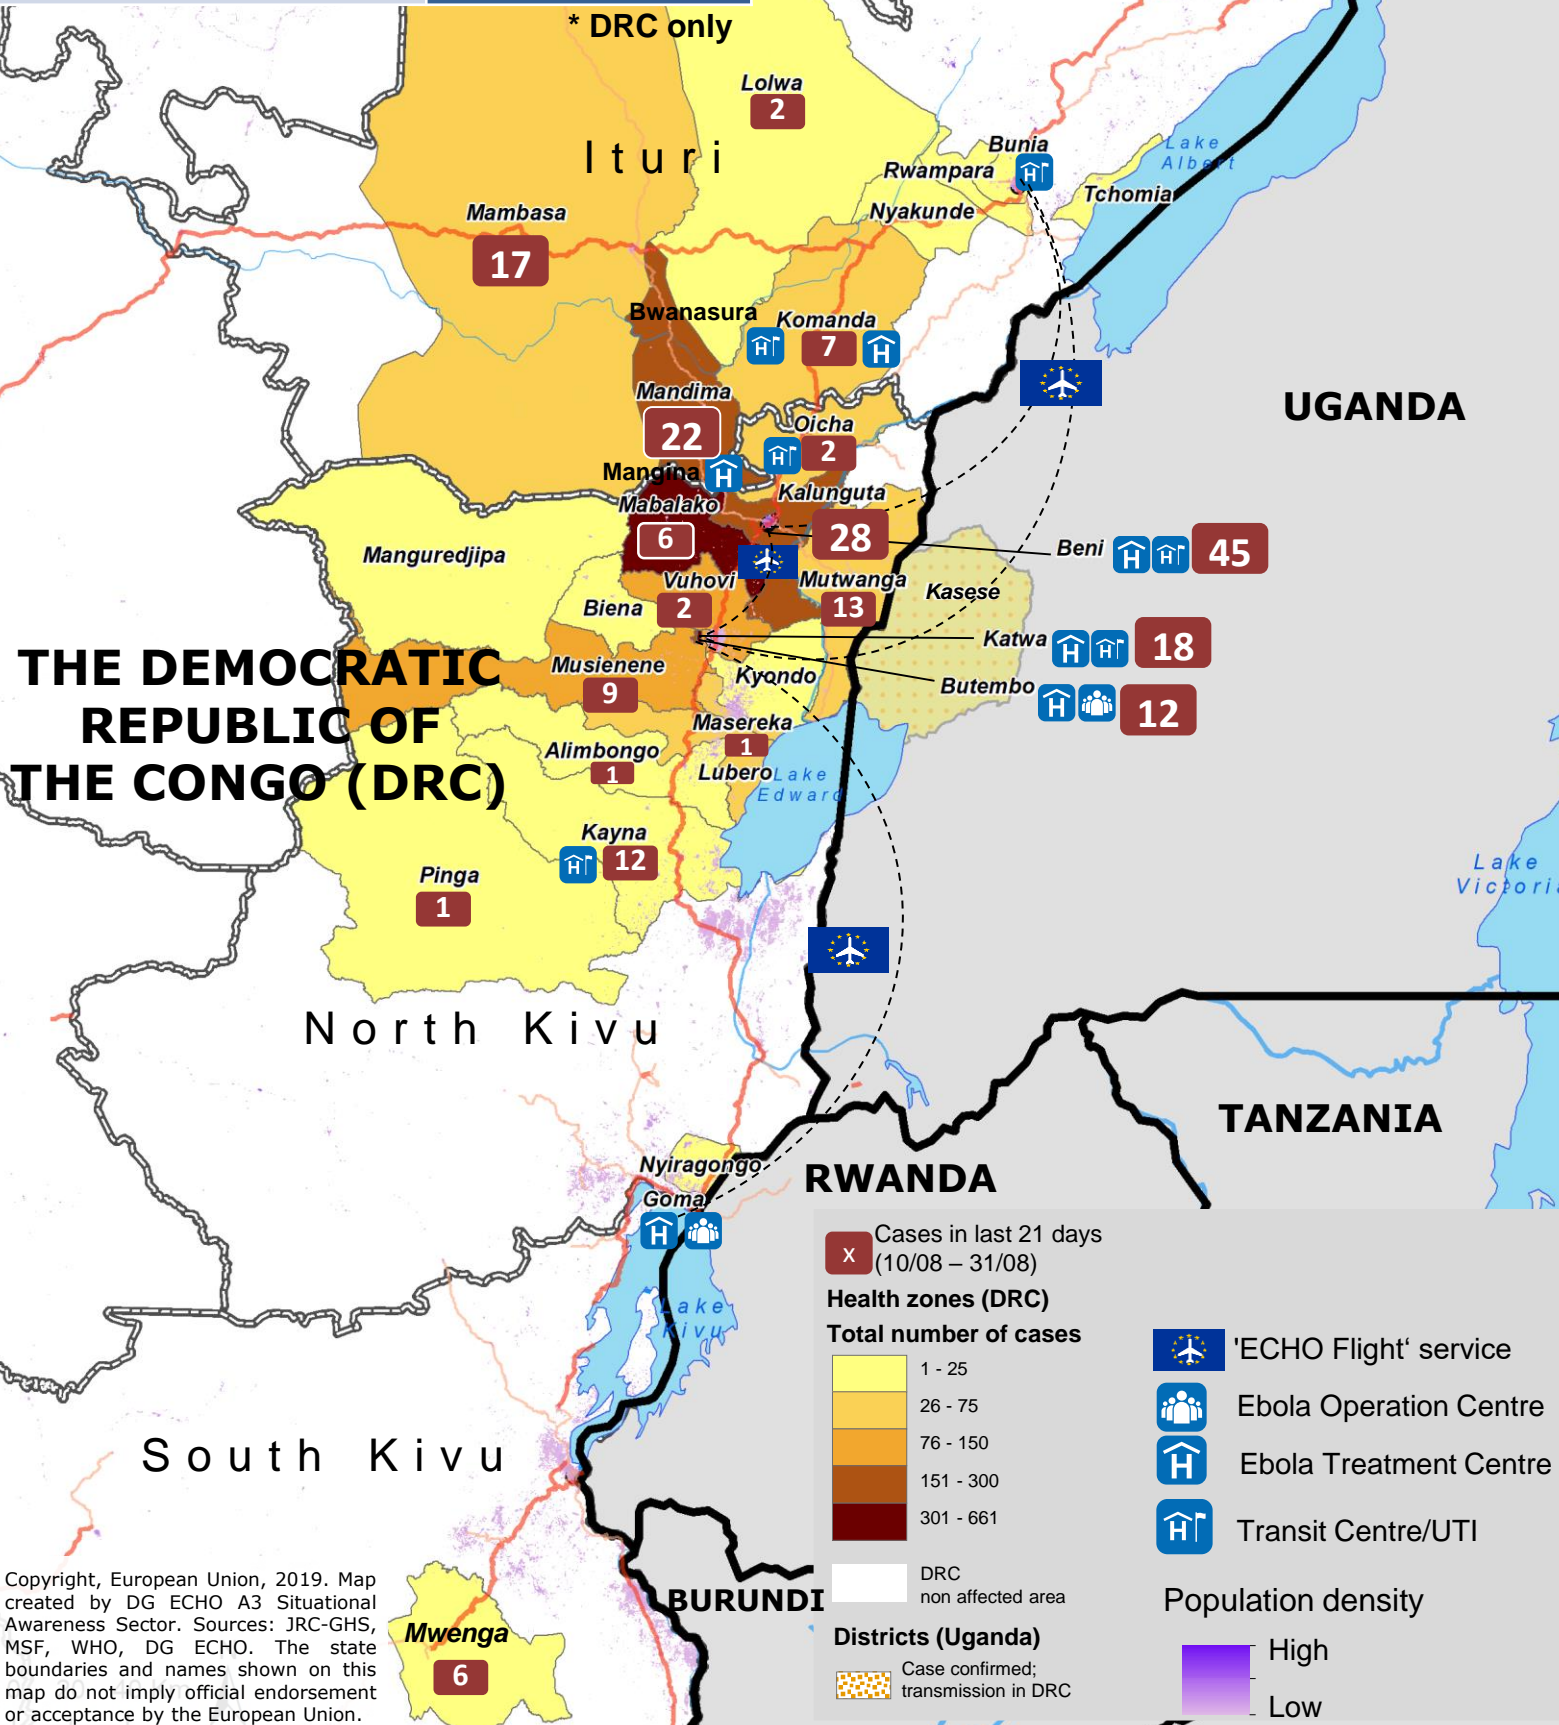 * DRC only
Lolwa
2
Ituri
Bunia
Rwampara
Lake
Albert
Tchomia
Nyakunde
Mambasa
17
Bwanasura
Komanda
7
Mandima
22
UGANDA
Oicha
2
Mangina
Kalunguta
Mabalako
28
6
Beni
45
Manguredjipa
Vuhovi
2
Mutwanga
13
Kasese
Biena
Katwa
18
THE DEMOCRATIC
REPUBLIC OF
THE CONGO (DRC)
Musienene
9
Kyondo
Butembo
12
Masereka
1
Alimbongo
1
Lubero
Lake
Edward
Kayna
12
Pinga
1
Lake
Victoria
North Kivu
TANZANIA
Nyiragongo
RWANDA
Goma
Lake
Kivu
South Kivu
BURUNDI
Mwenga
6
x
Cases in last 21 days
(10/08 – 31/08)
Health zones (DRC)
Total number of cases
1 - 25
26 - 75
76 - 150
151 - 300
301 - 661
DRC
non affected area
Districts (Uganda)
Case confirmed;
transmission in DRC
'ECHO Flight‘ service
Ebola Operation Centre
Ebola Treatment Centre
Transit Centre/UTI
Population density
High
Low
Copyright, European Union, 2019. Map
created by DG ECHO A3 Situational
Awareness Sector. Sources: JRC-GHS,
MSF, WHO, DG ECHO. The state
boundaries and names shown on this
map do not imply official endorsement
or acceptance by the European Union.